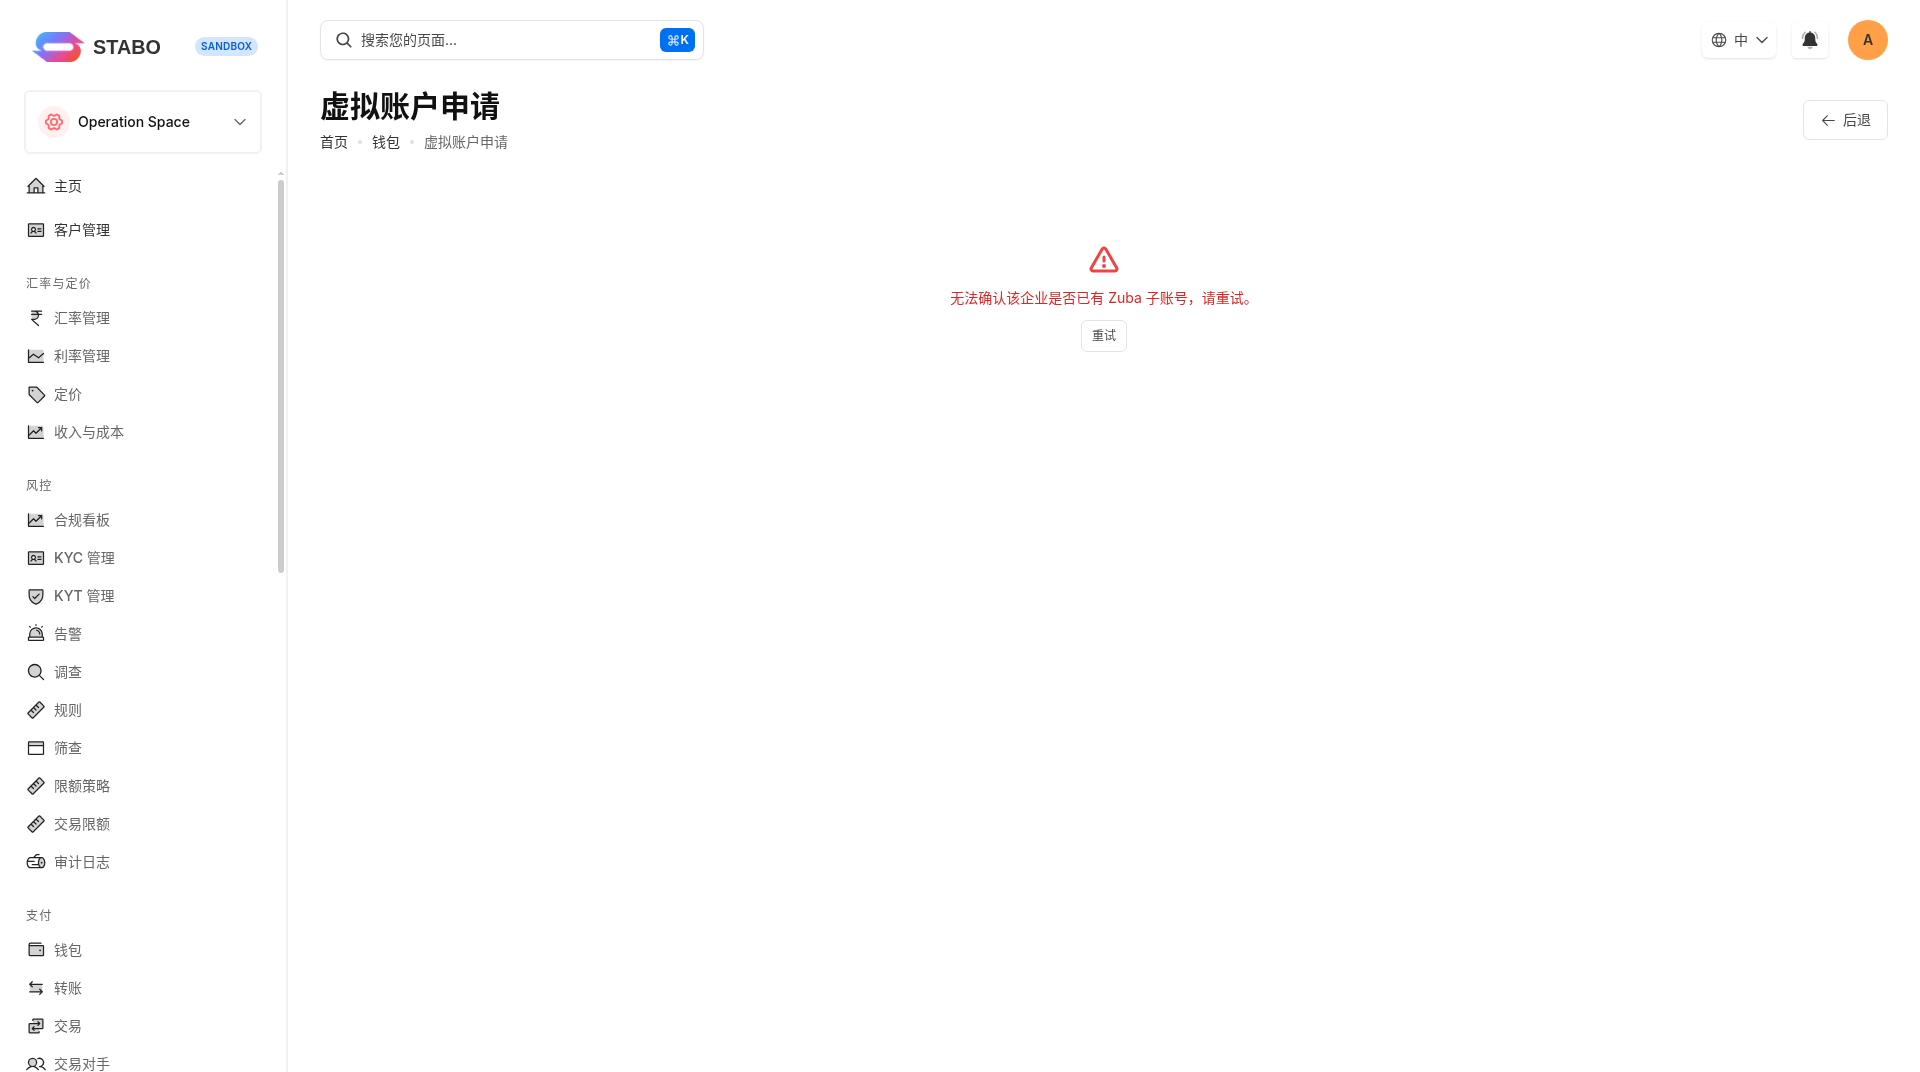 STABO
SANDBOX
Operation Space
主页
客户管理
汇率与定价
汇率管理
利率管理
定价
收入与成本
风控
合规看板
KYC 管理
KYT 管理
告警
调查
规则
筛查
限额策略
交易限额
审计日志
支付
钱包
转账
交易
交易对手
搜索您的页面...
⌘K
中
A
虚拟账户申请
首页 • 钱包 • 虚拟账户申请
后退
无法确认该企业是否已有 Zuba 子账号，请重试。
重试